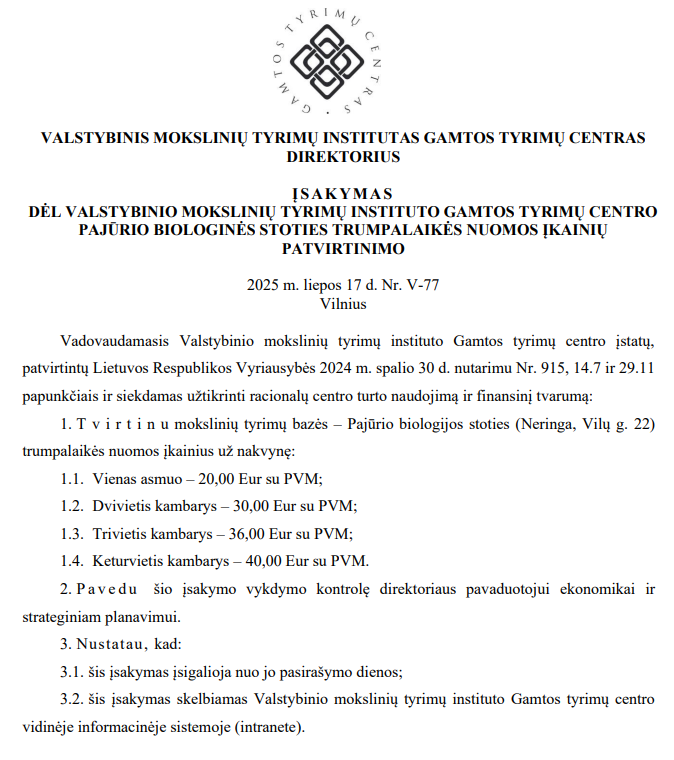 GAMTOS TYRIMŲ CENTRAS
VALSTYBINIS MOKSLINIŲ TYRIMŲ INSTITUTAS GAMTOS TYRIMŲ CENTRAS
DIREKTORIUS
ĮSAKYMAS
DĖL VALSTYBINIO MOKSLINIŲ TYRIMŲ INSTITUTO GAMTOS TYRIMŲ CENTRO
PAJŪRIO BIOLOGINĖS STOTIES TRUMPALAIKĖS NUOMOS ĮKAINIŲ
PATVIRTINIMO
2025 m. liepos 17 d. Nr. V-77
Vilnius
Vadovaudamasis Valstybinio mokslinių tyrimų instituto Gamtos tyrimų centro įstatų,
patvirtintų Lietuvos Respublikos Vyriausybės 2024 m. spalio 30 d. nutarimu Nr. 915, 14.7 ir 29.11
papunkčiais ir siekdamas užtikrinti racionalų centro turto naudojimą ir finansinį tvarumą:
1. T v i r t i n u mokslinių tyrimų bazės – Pajūrio biologijos stoties (Neringa, Vilų g. 22)
trumpalaikės nuomos įkainius už nakvynę:
1.1. Vienas asmuo – 20,00 Eur su PVM;
1.2. Dvivietis kambarys – 30,00 Eur su PVM;
1.3. Trivietis kambarys – 36,00 Eur su PVM;
1.4. Keturvietis kambarys – 40,00 Eur su PVM.
2. P a v e d u šio įsakymo vykdymo kontrolę direktoriaus pavaduotojui ekonomikai ir
strateginiam planavimui.
3. Nustatau, kad:
3.1. šis įsakymas įsigalioja nuo jo pasirašymo dienos;
3.2. šis įsakymas skelbiamas Valstybinio mokslinių tyrimų instituto Gamtos tyrimų centro
vidinėje informacinėje sistemoje (intranete).